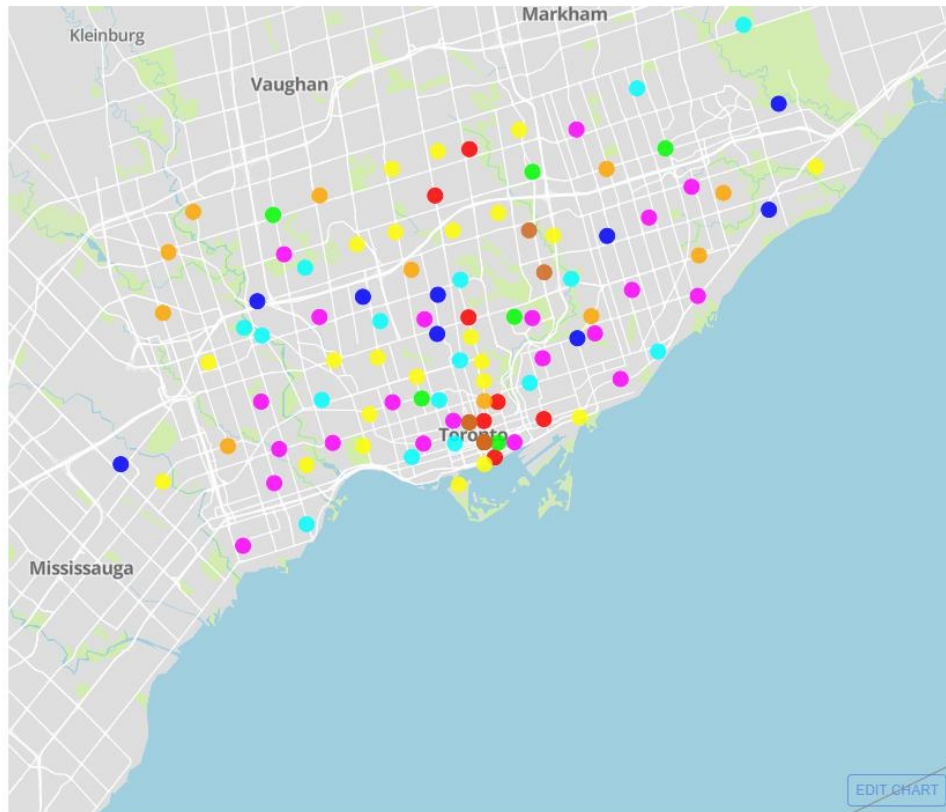 Markham
Kleinburg
Vaughan
Toronto
Mississauga
EDIT CHART